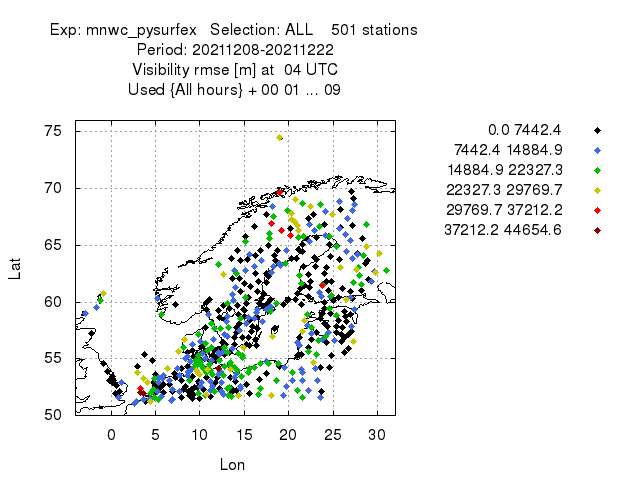 Exp: mnwc_pysurfex   Selection: ALL    501 stations
Period: 20211208-20211222
Visibility rmse [m] at  04 UTC
Used {All hours} + 00 01 ... 09
0.0 7442.4
7442.4 14884.9
14884.9 22327.3
22327.3 29769.7
29769.7 37212.2
37212.2 44654.6
75
70
65
60
55
50
Lat
0 5 10 15 20 25 30
Lon